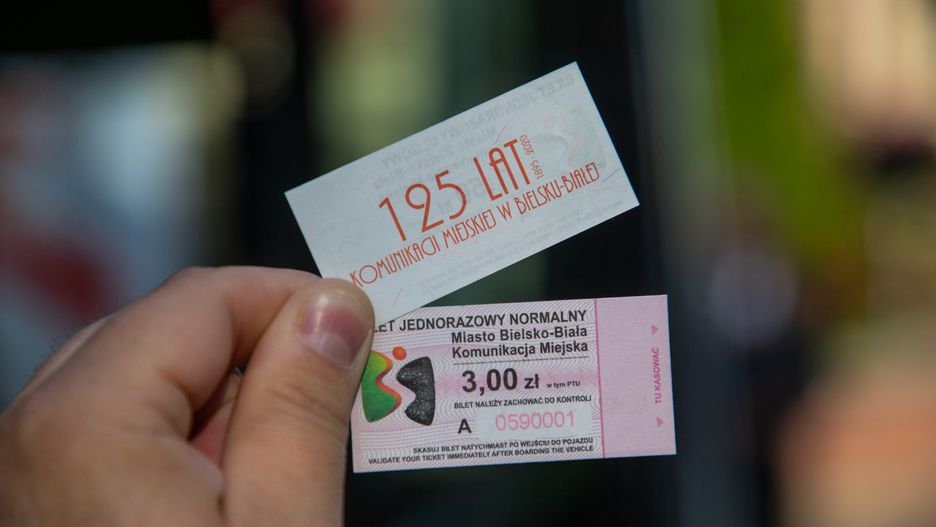 125 LAT
1895 2020
KOMUNIKACJI MIEJSKIEJ W BIELSKU-BIAŁEJ
JEDNORAZOWY NORMALNY
Miasto Bielsko-Biała
Komunikacja Miejska
3,00 zł w tym PTU
BILET NALEŻY ZACHOWAĆ DO KONTROLI
A 0590001
SKASUJ BILET NATYCHMIAST PO WEJŚCIU DO POJAZDU
VALIDATE YOUR TICKET IMMEDIATELY AFTER BOARDING THE VEHICLE
TU KASOWAĆ